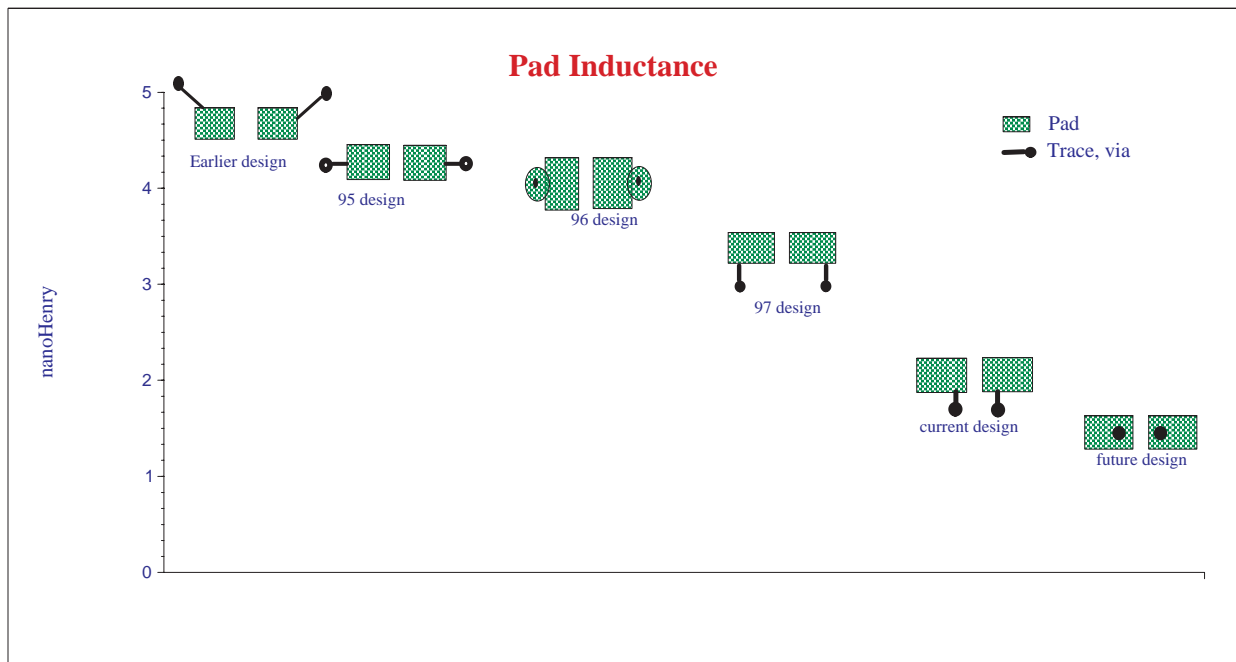 Pad Inductance
5
4
3
2
1
0
nanoHenry
Pad
Trace, via
Earlier design
95 design
96 design
97 design
current design
future design